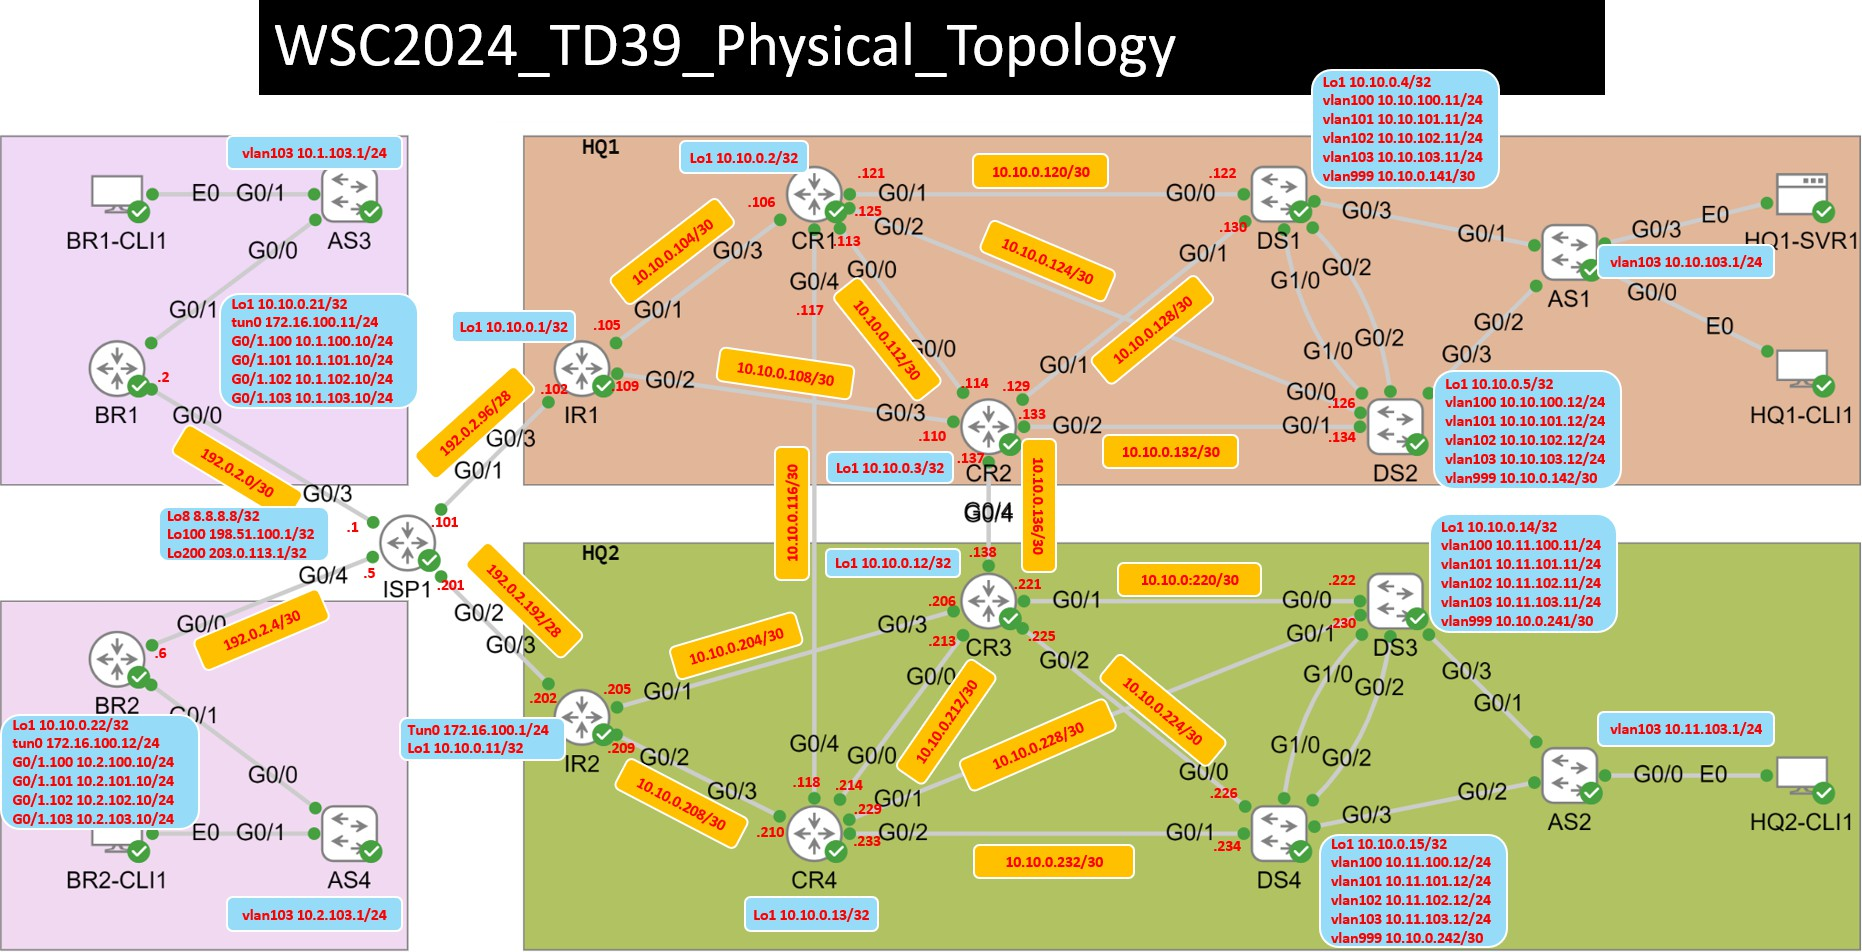 WSC2024_TD39_Physical_Topology
vlan103 10.1.103.1/24
BR1-CLI1
E0
G0/1
AS3
G0/0
G0/1
Lo1 10.10.0.21/32
tun0 172.16.100.11/24
G0/1.100 10.1.100.10/24
G0/1.101 10.1.101.10/24
G0/1.102 10.1.102.10/24
G0/1.103 10.1.103.10/24
BR1
.2
G0/0
192.0.2.0/30
G0/3
.1
Lo8 8.8.8.8/32
Lo100 198.51.100.1/32
Lo200 203.0.113.1/32
ISP1
.101
.5
.201
G0/4
G0/1
G0/3
192.0.2.96/28
G0/2
G0/3
192.0.2.192/28
G0/0
192.0.2.4/30
.6
BR2
G0/1
Lo1 10.10.0.22/32
tun0 172.16.100.12/24
G0/1.100 10.2.100.10/24
G0/1.101 10.2.101.10/24
G0/1.102 10.2.102.10/24
G0/1.103 10.2.103.10/24
G0/0
E0
G0/1
BR2-CLI1
AS4
vlan103 10.2.103.1/24
HQ1
Lo1 10.10.0.2/32
.121
.125
.113
.106
CR1
G0/1
G0/2
G0/3
G0/4
G0/0
.117
10.10.0.104/30
10.10.0.120/30
10.10.0.124/30
Lo1 10.10.0.1/32
.105
.102
.109
IR1
G0/1
G0/2
10.10.0.108/30
10.10.0.112/30
10.10.0.128/30
G0/0
.114
.129
.133
.110
.137
G0/1
G0/2
G0/3
CR2
G0/4
Lo1 10.10.0.3/32
10.10.0.132/30
10.10.0.116/30
10.10.0.136/30
Lo1 10.10.0.4/32
vlan100 10.10.100.11/24
vlan101 10.10.101.11/24
vlan102 10.10.102.11/24
vlan103 10.10.103.11/24
vlan999 10.10.0.141/30
.122
G0/0
.130
G0/1
DS1
G0/3
G1/0
G0/2
G1/0
G0/2
G0/0
.126
G0/1
.134
DS2
G0/3
Lo1 10.10.0.5/32
vlan100 10.10.100.12/24
vlan101 10.10.101.12/24
vlan102 10.10.102.12/24
vlan103 10.10.103.12/24
vlan999 10.10.0.142/30
G0/1
G0/2
AS1
G0/3
E0
HQ1-SVR1
vlan103 10.10.103.1/24
G0/0
E0
HQ1-CLI1
HQ2
G0/4
Lo1 10.10.0.12/32
.138
.221
.206
.213
.225
CR3
G0/1
G0/3
G0/2
G0/0
10.10.0:220/30
10.10.0.204/30
10.10.0.212/30
10.10.0.224/30
10.10.0.228/30
Tun0 172.16.100.1/24
Lo1 10.10.0.11/32
.202
.205
.209
IR2
G0/1
G0/2
10.10.0.208/30
G0/3
G0/4
G0/0
.118
.214
.229
.210
.233
G0/1
G0/2
CR4
10.10.0.232/30
Lo1 10.10.0.13/32
Lo1 10.10.0.14/32
vlan100 10.11.100.11/24
vlan101 10.11.101.11/24
vlan102 10.11.102.11/24
vlan103 10.11.103.11/24
vlan999 10.10.0.241/30
.222
G0/0
.230
G0/1
DS3
G0/3
G1/0
G0/2
G1/0
G0/2
G0/0
.226
G0/1
.234
DS4
G0/3
Lo1 10.10.0.15/32
vlan100 10.11.100.12/24
vlan101 10.11.101.12/24
vlan102 10.11.102.12/24
vlan103 10.11.103.12/24
vlan999 10.10.0.242/30
G0/1
G0/2
AS2
vlan103 10.11.103.1/24
G0/0
E0
HQ2-CLI1